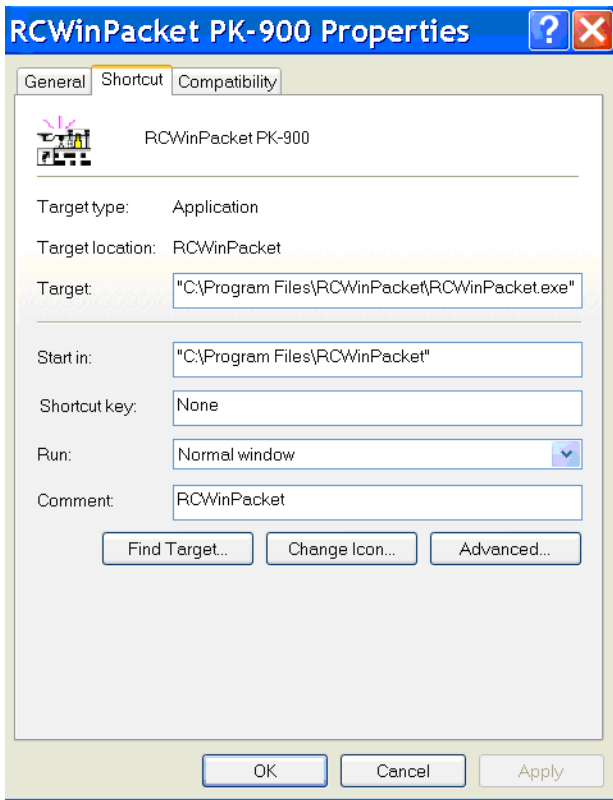 RCWinPacket PK-900 Properties
General Shortcut Compatibility
RCWinPacket PK-900
Target type: Application
Target location: RCWinPacket
Target: "C:\Program Files\RCWinPacket\RCWinPacket.exe"
Start in: "C:\Program Files\RCWinPacket"
Shortcut key: None
Run: Normal window
Comment: RCWinPacket
Find Target... Change Icon... Advanced...
OK Cancel Apply